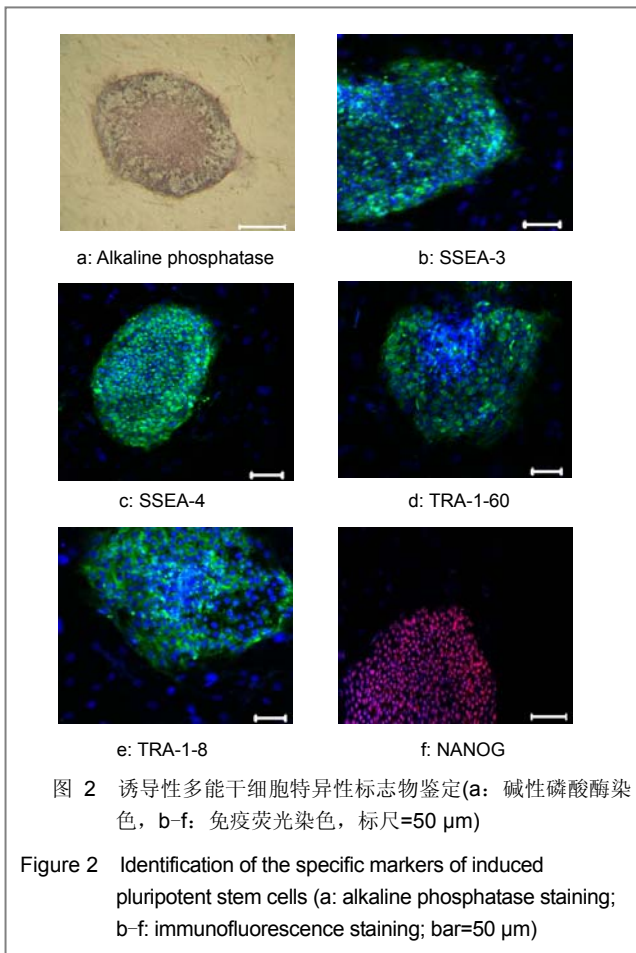 a: Alkaline phosphatase
b: SSEA-3
c: SSEA-4
d: TRA-1-60
e: TRA-1-8
f: NANOG
图 2 诱导性多能干细胞特异性标志物鉴定(a：碱性磷酸酶染
色，b-f：免疫荧光染色，标尺=50 μm)
Figure 2 Identification of the specific markers of induced
pluripotent stem cells (a: alkaline phosphatase staining;
b-f: immunofluorescence staining; bar=50 μm)